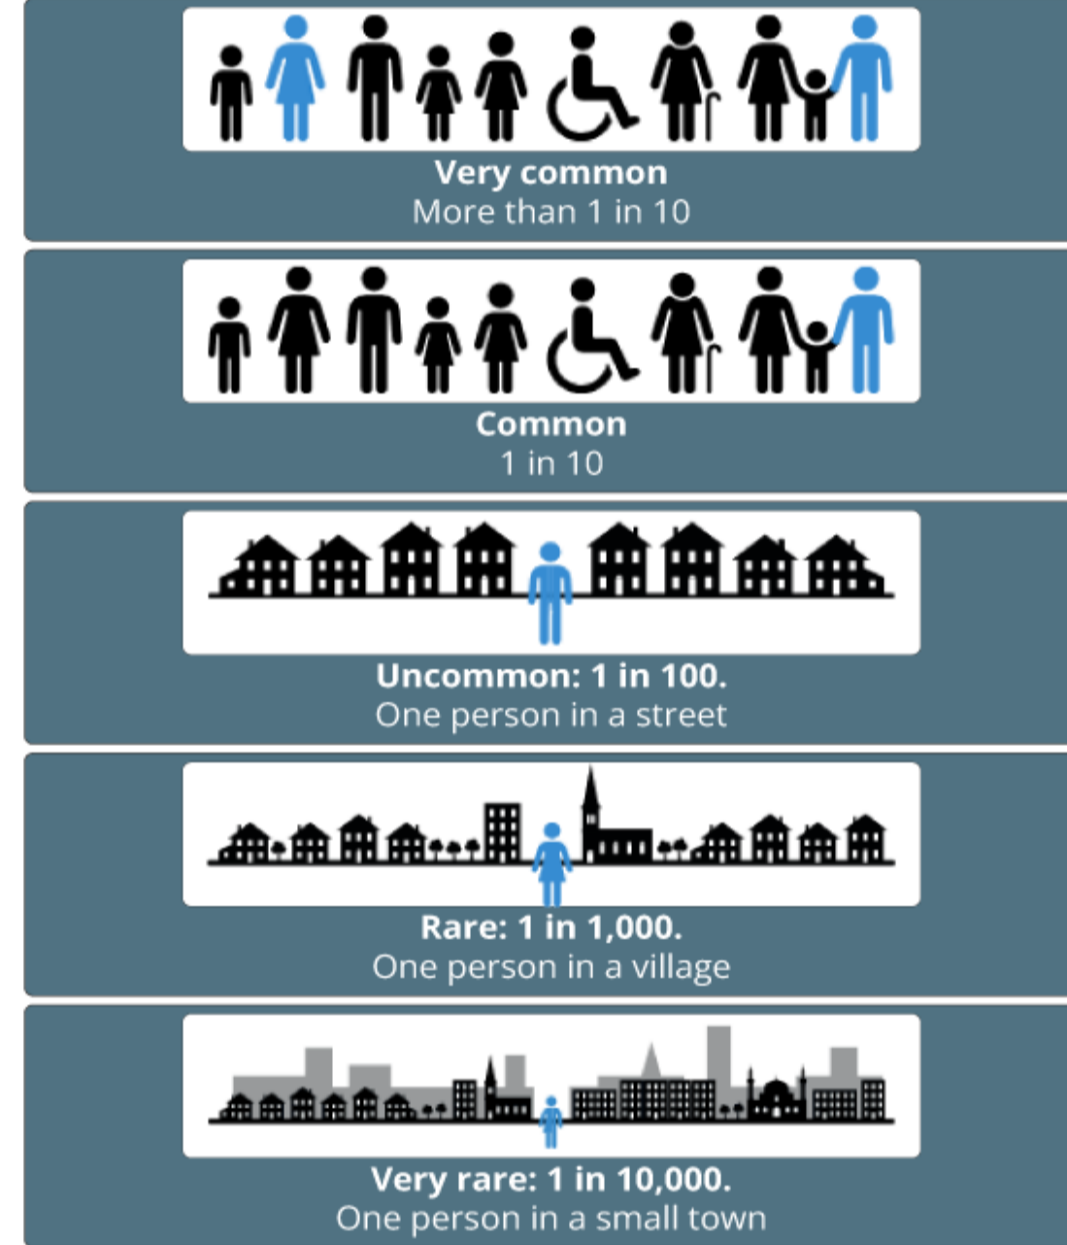 Very common
More than 1 in 10
Common
1 in 10
Uncommon: 1 in 100.
One person in a street
Rare: 1 in 1,000.
One person in a village
Very rare: 1 in 10,000.
One person in a small town